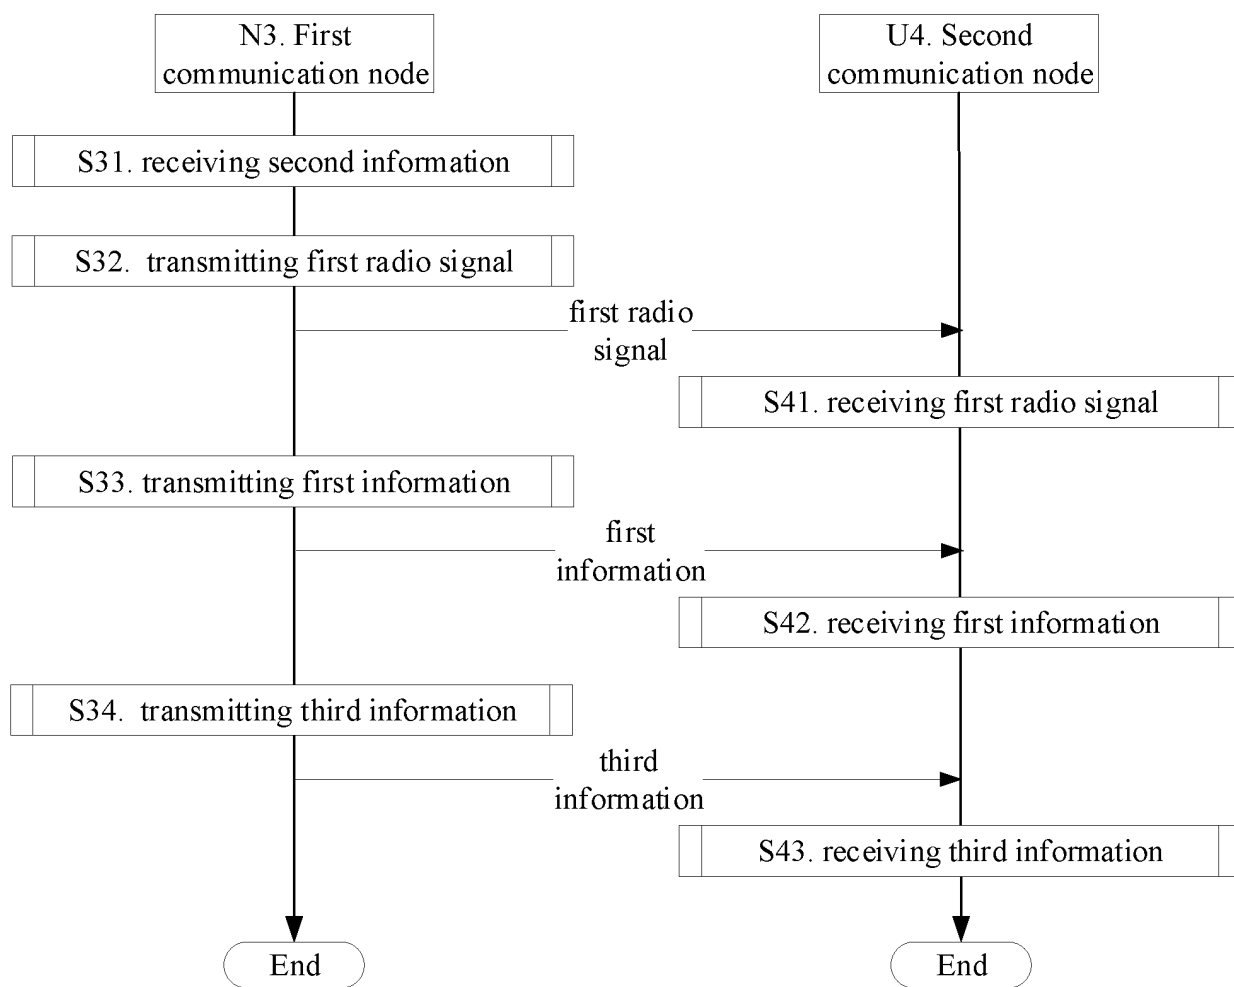 N3. First
communication node
U4. Second
communication node
S31. receiving second information
S32. transmitting first radio signal
first radio
signal
S41. receiving first radio signal
S33. transmitting first information
first
information
S42. receiving first information
S34. transmitting third information
third
information
S43. receiving third information
End
End